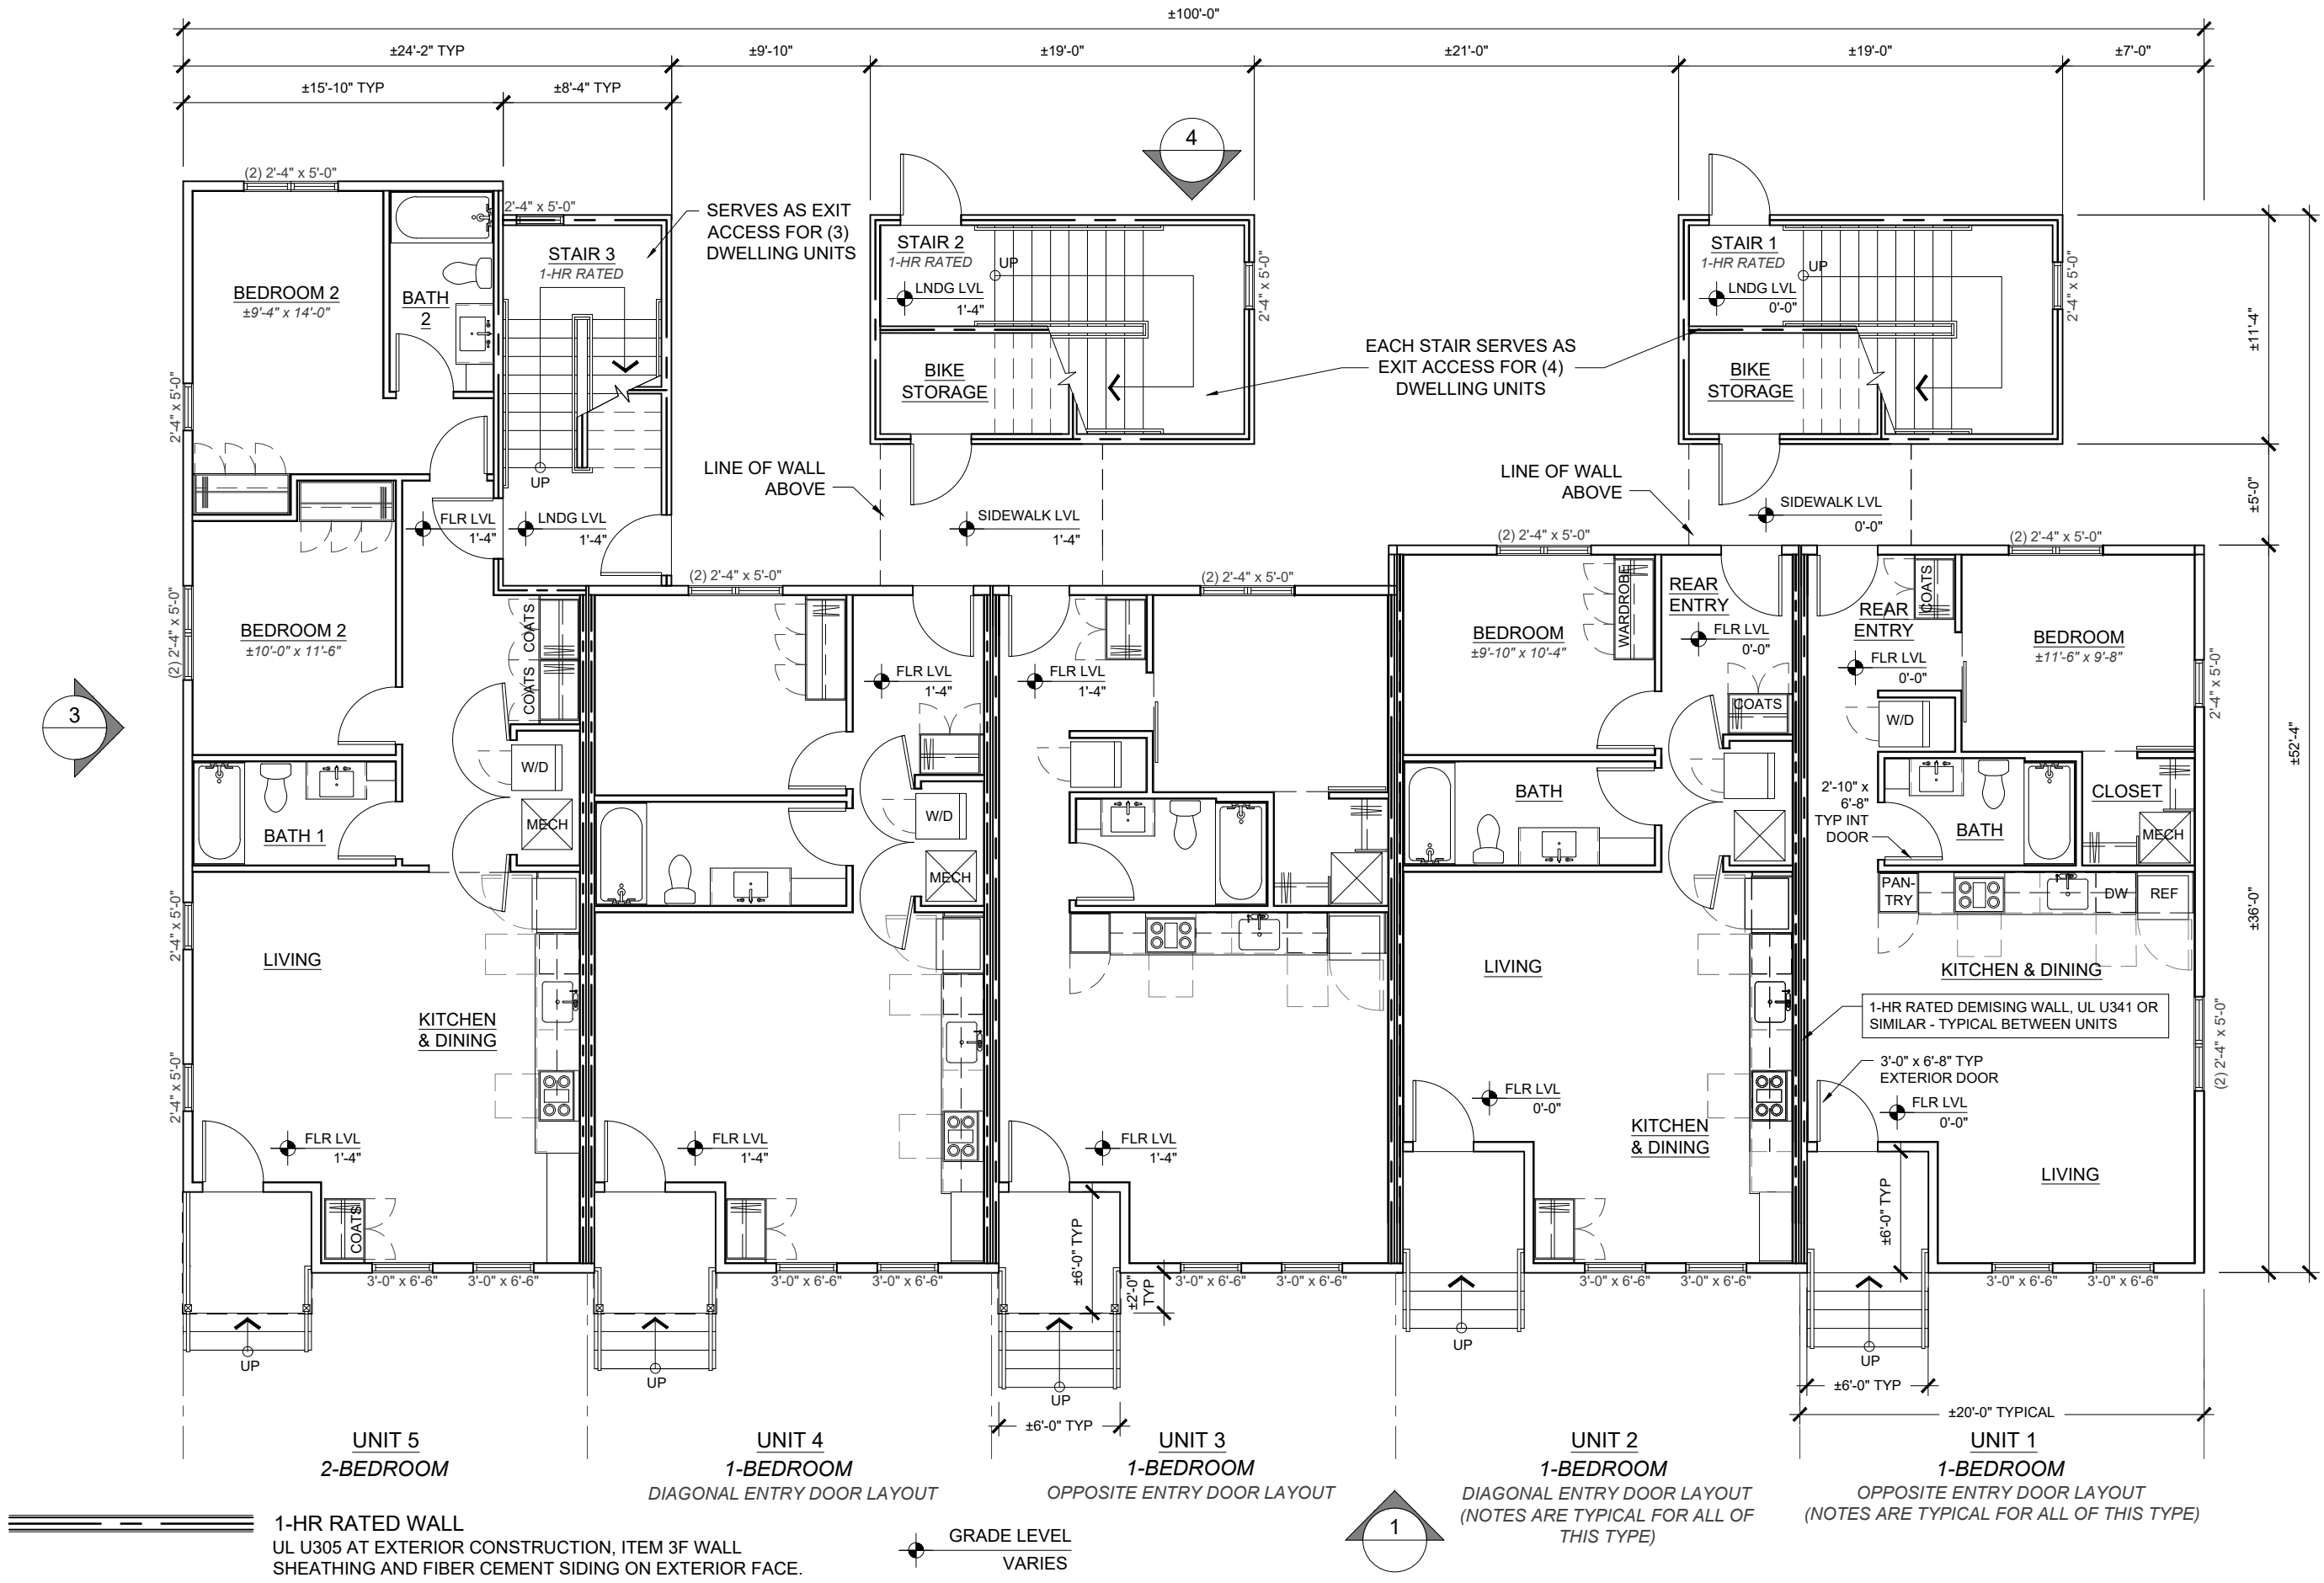 ±100'-0"
±24'-2" TYP
±9'-10"
±19'-0"
±21'-0"
±19'-0"
±7'-0"
±15'-10" TYP
±8'-4" TYP
4
(2) 2'-4" x 5'-0"
2'-4" x 5'-0"
SERVES AS EXIT
ACCESS FOR (3)
DWELLING UNITS
STAIR 3
1-HR RATED
STAIR 2
1-HR RATED
UP
LNDG LVL
1'-4"
2'-4" x 5'-0"
BIKE
STORAGE
STAIR 1
1-HR RATED
UP
LNDG LVL
0'-0"
2'-4" x 5'-0"
BIKE
STORAGE
EACH STAIR SERVES AS
EXIT ACCESS FOR (4)
DWELLING UNITS
±11'-4"
BEDROOM 2
±9'-4" x 14'-0"
BATH
2
2'-4" x 5'-0"
UP
LINE OF WALL
ABOVE
LINE OF WALL
ABOVE
FLR LVL
1'-4"
LNDG LVL
1'-4"
SIDEWALK LVL
1'-4"
SIDEWALK LVL
0'-0"
±5'-0"
(2) 2'-4" x 5'-0"
(2) 2'-4" x 5'-0"
(2) 2'-4" x 5'-0"
(2) 2'-4" x 5'-0"
(2) 2'-4" x 5'-0"
BEDROOM 2
±10'-0" x 11'-6"
COATS
COATS
FLR LVL
1'-4"
FLR LVL
1'-4"
BEDROOM
±9'-10" x 10'-4"
WARDROBE
REAR
ENTRY
FLR LVL
0'-0"
COATS
COATS
REAR
ENTRY
FLR LVL
0'-0"
BEDROOM
±11'-6" x 9'-8"
2'-4" x 5'-0"
±52'-4"
3
W/D
MECH
BATH 1
W/D
MECH
BATH
W/D
2'-10" x
6'-8"
TYP INT
DOOR
BATH
CLOSET
MECH
PAN-
TRY
DW
REF
±36'-0"
2'-4" x 5'-0"
LIVING
KITCHEN
& DINING
2'-4" x 5'-0"
LIVING
KITCHEN & DINING
1-HR RATED DEMISING WALL, UL U341 OR
SIMILAR - TYPICAL BETWEEN UNITS
(2) 2'-4" x 5'-0"
3'-0" x 6'-8" TYP
EXTERIOR DOOR
FLR LVL
0'-0"
FLR LVL
0'-0"
KITCHEN
& DINING
FLR LVL
1'-4"
FLR LVL
1'-4"
FLR LVL
1'-4"
LIVING
COATS
±6'-0" TYP
±2'-0"
TYP
±6'-0" TYP
3'-0" x 6'-6"
3'-0" x 6'-6"
3'-0" x 6'-6"
3'-0" x 6'-6"
3'-0" x 6'-6"
3'-0" x 6'-6"
3'-0" x 6'-6"
3'-0" x 6'-6"
3'-0" x 6'-6"
3'-0" x 6'-6"
UP
UP
UP
UP
UP
±6'-0" TYP
±6'-0" TYP
±20'-0" TYPICAL
UNIT 5
2-BEDROOM
UNIT 4
1-BEDROOM
DIAGONAL ENTRY DOOR LAYOUT
UNIT 3
1-BEDROOM
OPPOSITE ENTRY DOOR LAYOUT
UNIT 2
1-BEDROOM
DIAGONAL ENTRY DOOR LAYOUT
(NOTES ARE TYPICAL FOR ALL OF
THIS TYPE)
UNIT 1
1-BEDROOM
OPPOSITE ENTRY DOOR LAYOUT
(NOTES ARE TYPICAL FOR ALL OF THIS TYPE)
1-HR RATED WALL
UL U305 AT EXTERIOR CONSTRUCTION, ITEM 3F WALL
SHEATHING AND FIBER CEMENT SIDING ON EXTERIOR FACE.
GRADE LEVEL
VARIES
1